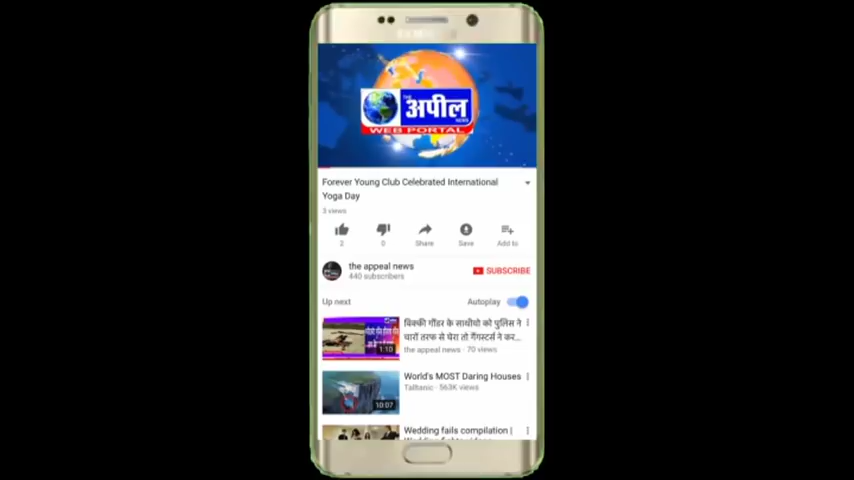 THE
अपील
NEWS
WEB PORTAL
Forever Young Club Celebrated International
Yoga Day
3 views
2
0
Share
Save
Add to
the appeal news
440 subscribers
SUBSCRIBE
Up next
Autoplay
विक्की गौंडर के साथीयो को पुलिस ने
चारों तरफ से घेरा तो गैंगस्टर्स ने कर...
the appeal news · 70 views
1:10
World's MOST Daring Houses
Talltanic · 563K views
10:07
Wedding fails compilation |